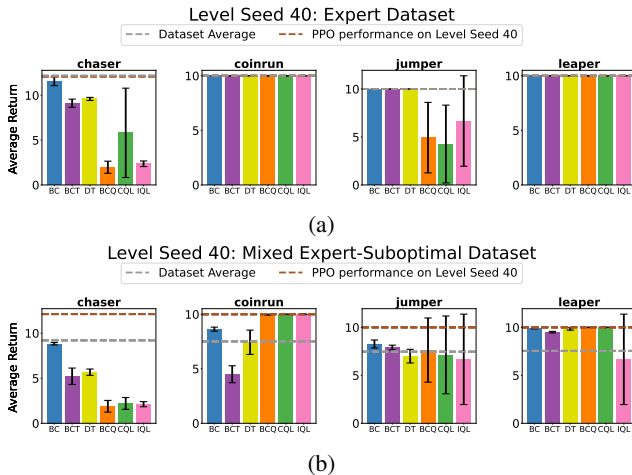 Level Seed 40: Expert Dataset
Dataset Average PPO performance on Level Seed 40
chaser coinrun jumper leaper
Average Return
10 10 10 10
5 5 5 5
0 0 0 0
BC BCT DT BCQ CQL IQL BC BCT DT BCQ CQL IQL BC BCT DT BCQ CQL IQL BC BCT DT BCQ CQL IQL
(a)
Level Seed 40: Mixed Expert-Suboptimal Dataset
Dataset Average PPO performance on Level Seed 40
chaser coinrun jumper leaper
Average Return
10 10 10 10
5 5 5 5
0 0 0 0
BC BCT DT BCQ CQL IQL BC BCT DT BCQ CQL IQL BC BCT DT BCQ CQL IQL BC BCT DT BCQ CQL IQL
(b)